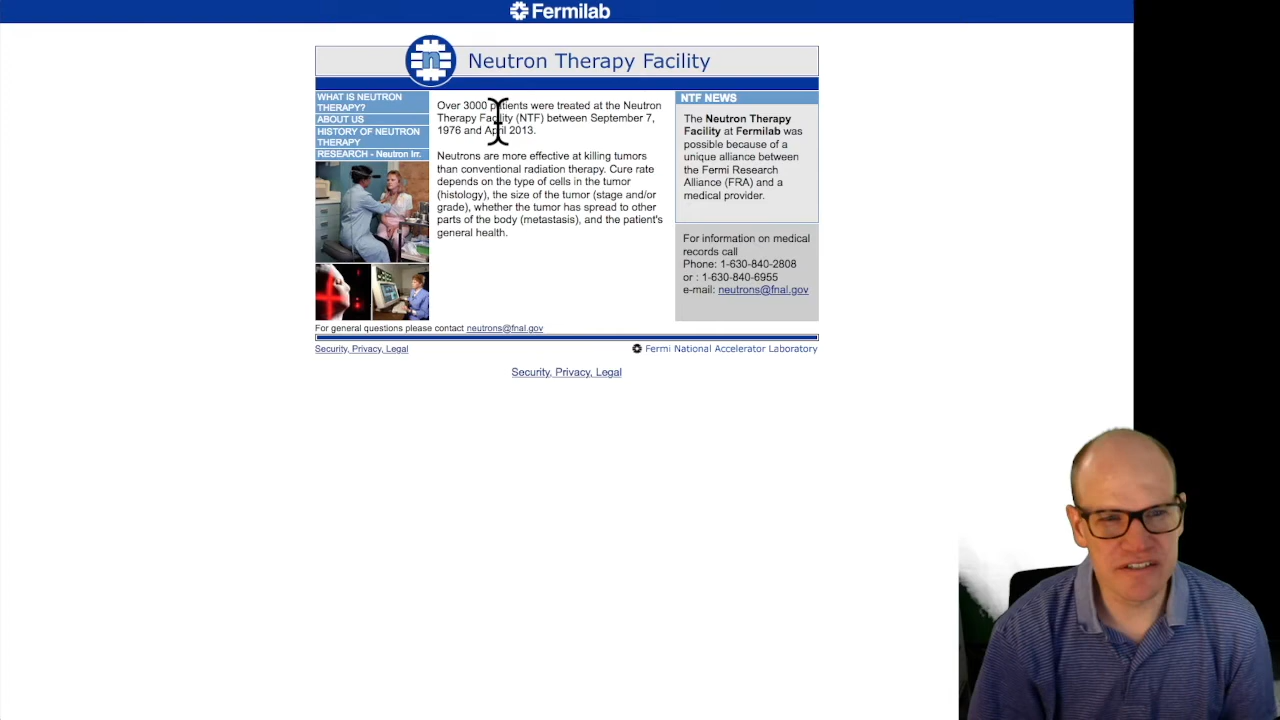 Fermilab
Neutron Therapy Facility
WHAT IS NEUTRON
THERAPY?
ABOUT US
HISTORY OF NEUTRON
THERAPY
RESEARCH - Neutron Irr.
Over 3000 patients were treated at the Neutron
Therapy Facility (NTF) between September 7,
1976 and April 2013.
Neutrons are more effective at killing tumors
than conventional radiation therapy. Cure rate
depends on the type of cells in the tumor
(histology), the size of the tumor (stage and/or
grade), whether the tumor has spread to other
parts of the body (metastasis), and the patient's
general health.
NTF NEWS
The Neutron Therapy
Facility at Fermilab was
possible because of a
unique alliance between
the Fermi Research
Alliance (FRA) and a
medical provider.
For information on medical
records call
Phone: 1-630-840-2808
or : 1-630-840-6955
e-mail: neutrons@fnal.gov
For general questions please contact neutrons@fnal.gov
Security, Privacy, Legal
Fermi National Accelerator Laboratory
Security, Privacy, Legal